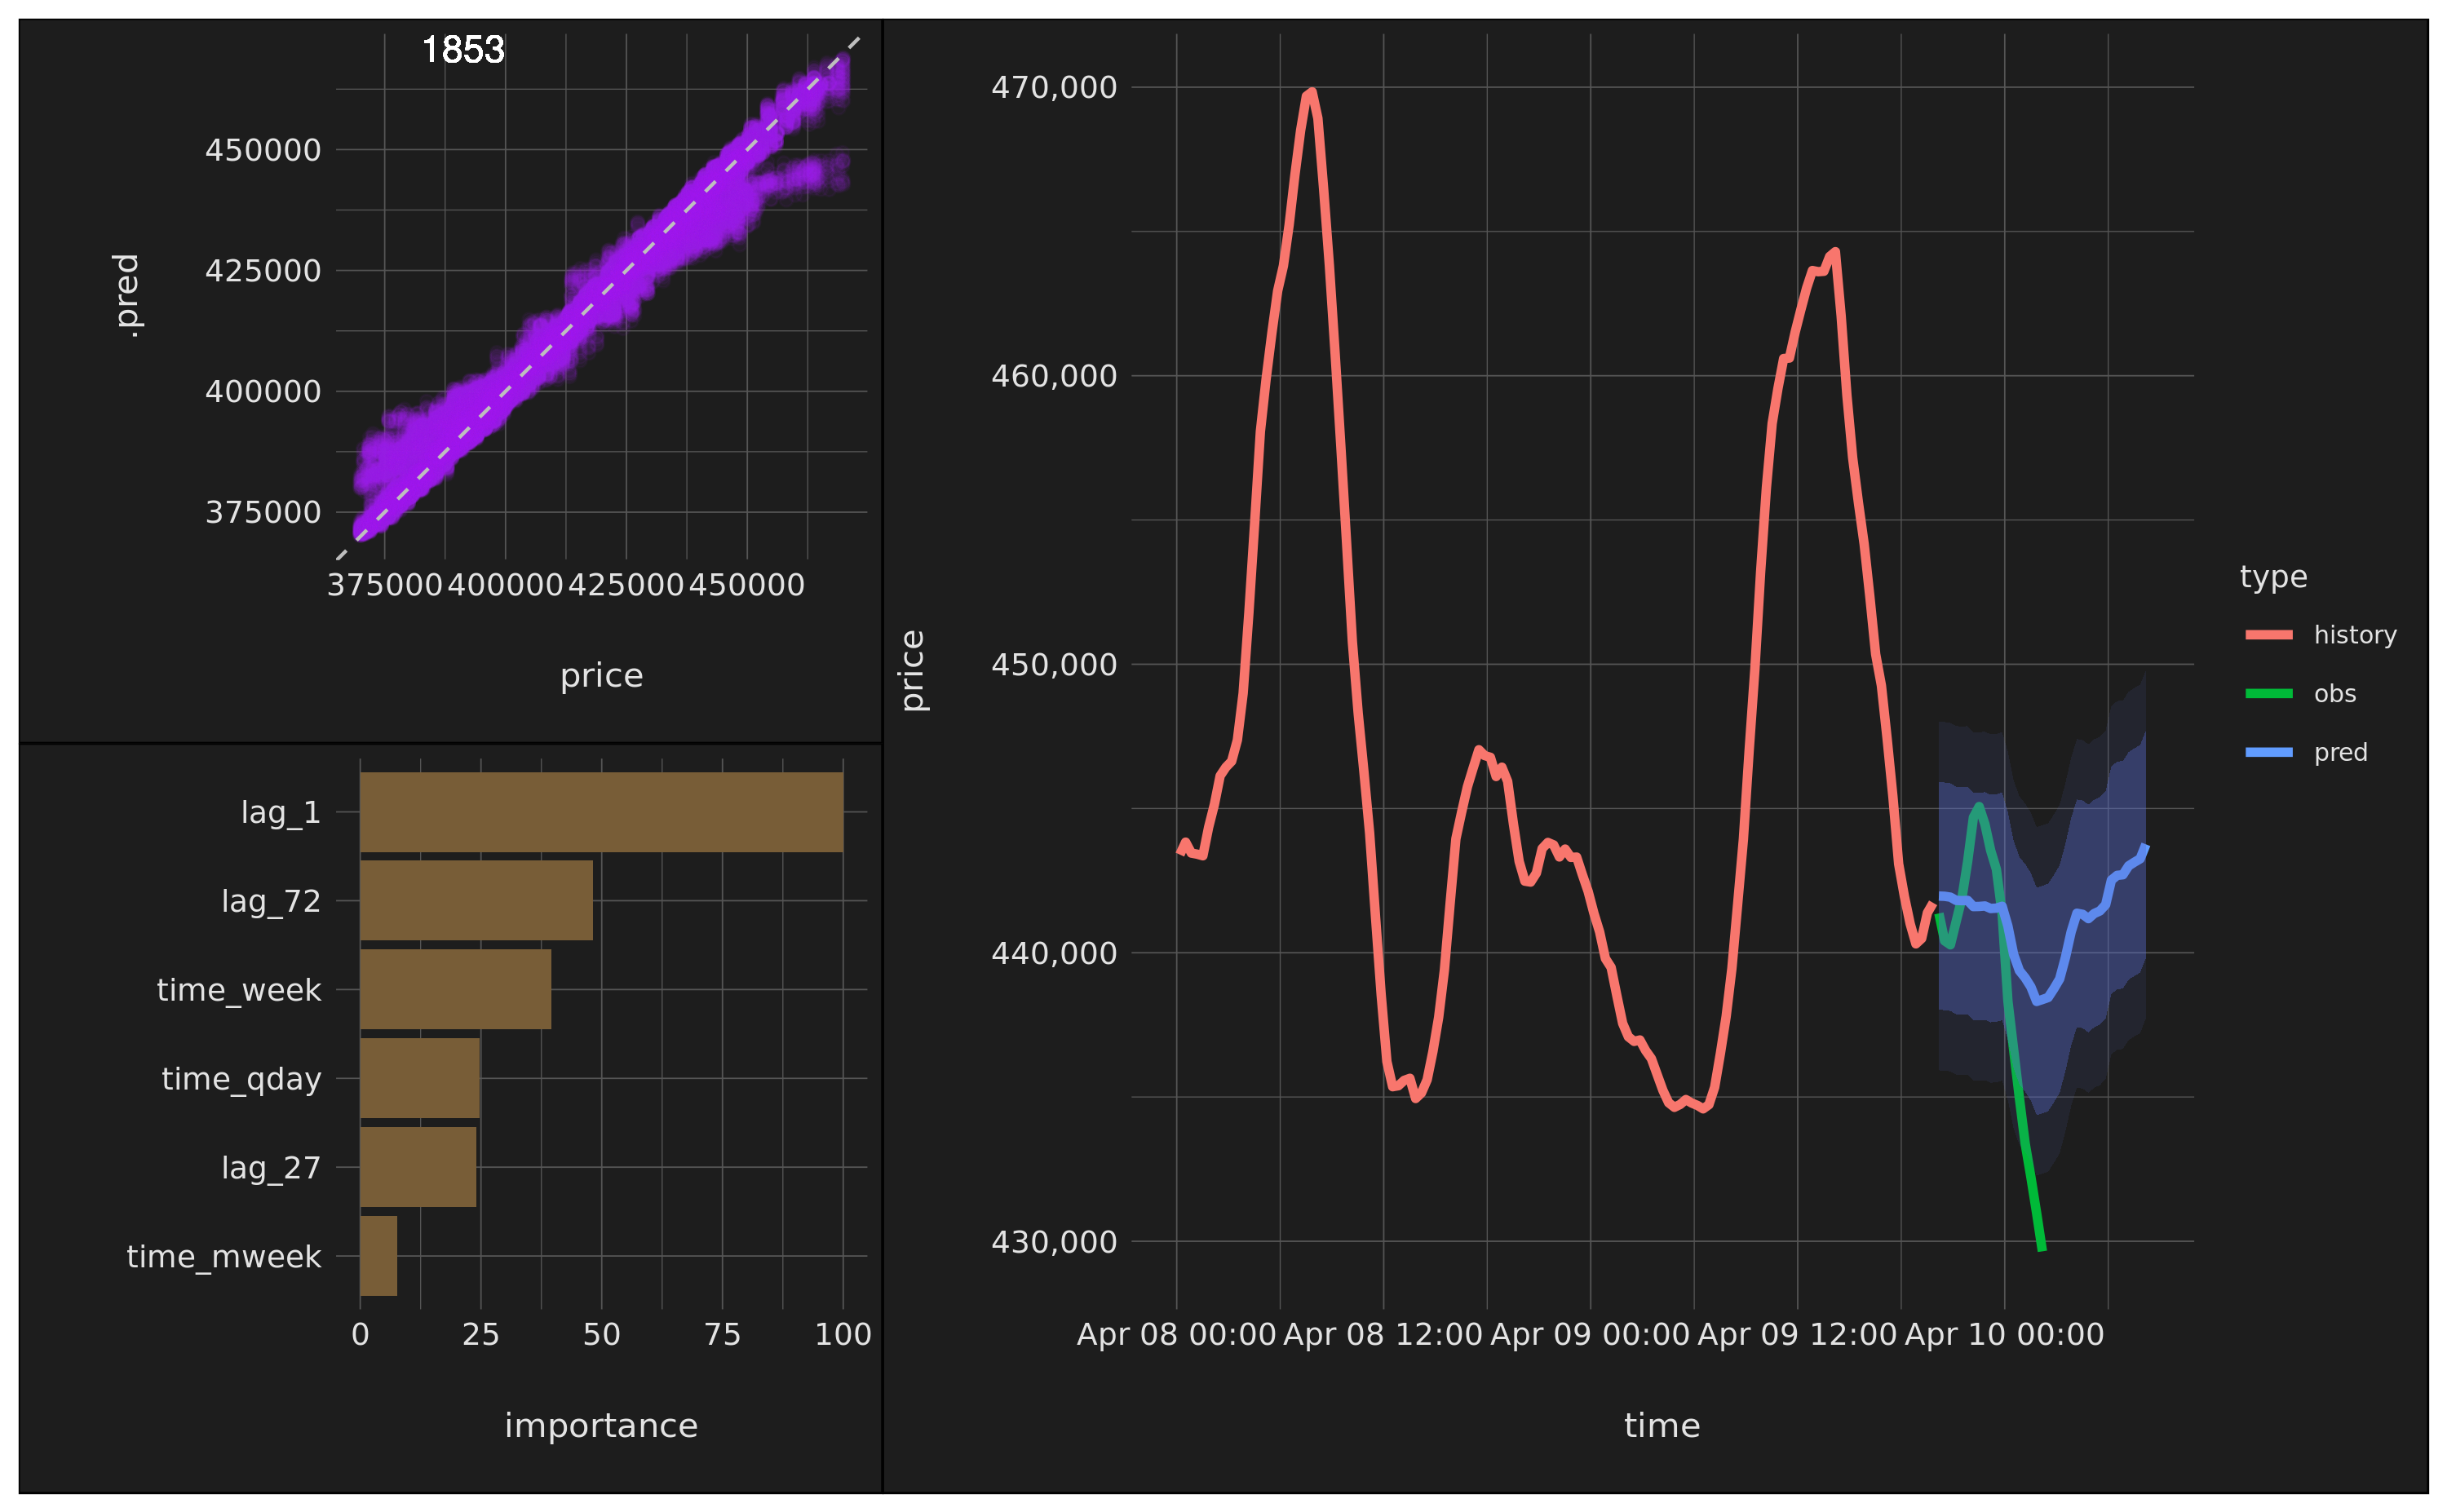 1853
.pred
450000
425000
400000
375000
375000 400000 425000 450000
price
lag_1
lag_72
time_week
time_qday
lag_27
time_mweek
0 25 50 75 100
importance
price
470,000
460,000
450,000
440,000
430,000
Apr 08 00:00 Apr 08 12:00 Apr 09 00:00 Apr 09 12:00 Apr 10 00:00
time
type
history
obs
pred